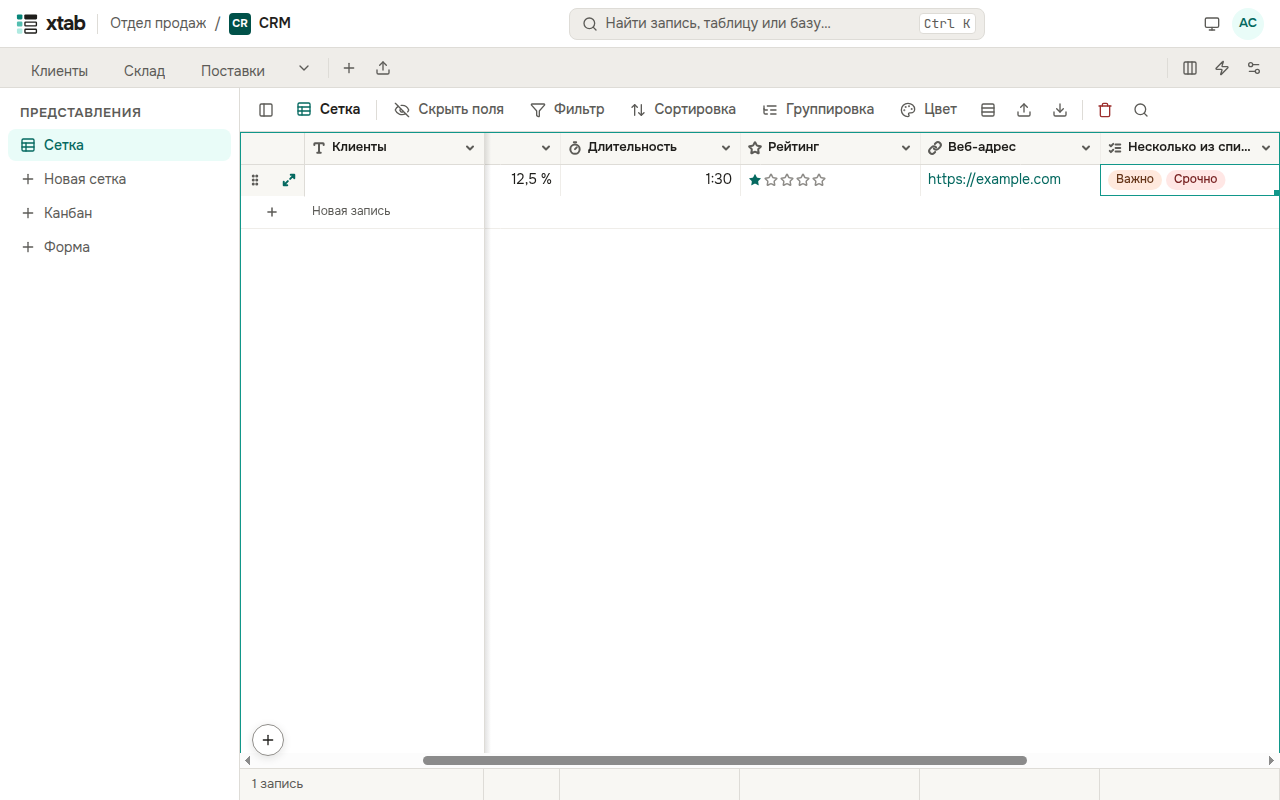 xtab
Отдел продаж / CR CRM
Найти запись, таблицу или базу... Ctrl K
АС
Клиенты Склад Поставки
ПРЕДСТАВЛЕНИЯ
Сетка
Новая сетка
Канбан
Форма
Сетка Скрыть поля Фильтр Сортировка Группировка Цвет
Клиенты Длительность Рейтинг Веб-адрес Несколько из спи...
12,5 % 1:30 https://example.com Важно Срочно
Новая запись
1 запись